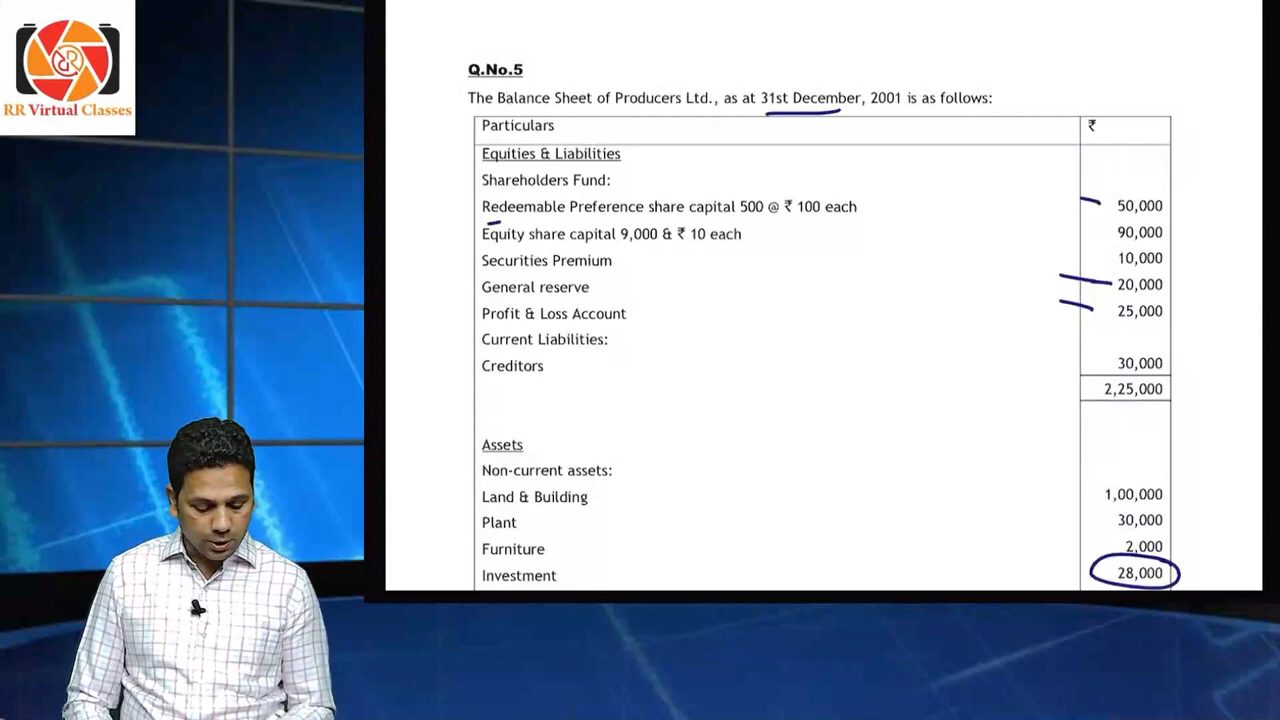 RR Virtual Classes
Q.No.5
The Balance Sheet of Producers Ltd., as at 31st December, 2001 is as follows:
Particulars ₹
Equities & Liabilities
Shareholders Fund:
Redeemable Preference share capital 500 @ ₹ 100 each 50,000
Equity share capital 9,000 & ₹ 10 each 90,000
Securities Premium 10,000
General reserve 20,000
Profit & Loss Account 25,000
Current Liabilities:
Creditors 30,000
2,25,000
Assets
Non-current assets:
Land & Building 1,00,000
Plant 30,000
Furniture 2,000
Investment 28,000